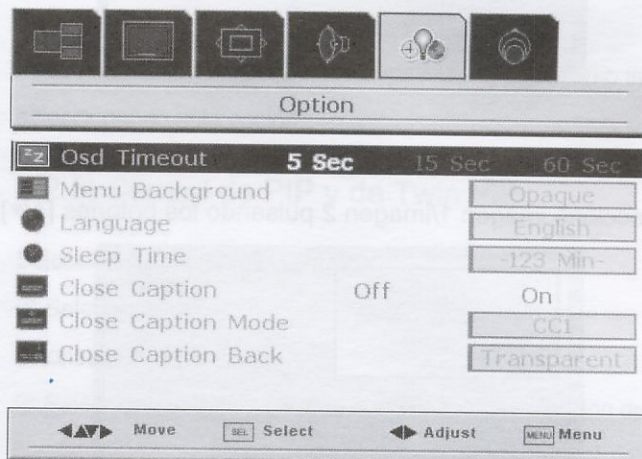 Option
zz Osd Timeout 5 Sec 15 Sec 60 Sec
Menu Background Opaque
Language English
Sleep Time -123 Min-
Close Caption Off On
Close Caption Mode CC1
Close Caption Back Transparent
Move SEL Select Adjust MENU Menu